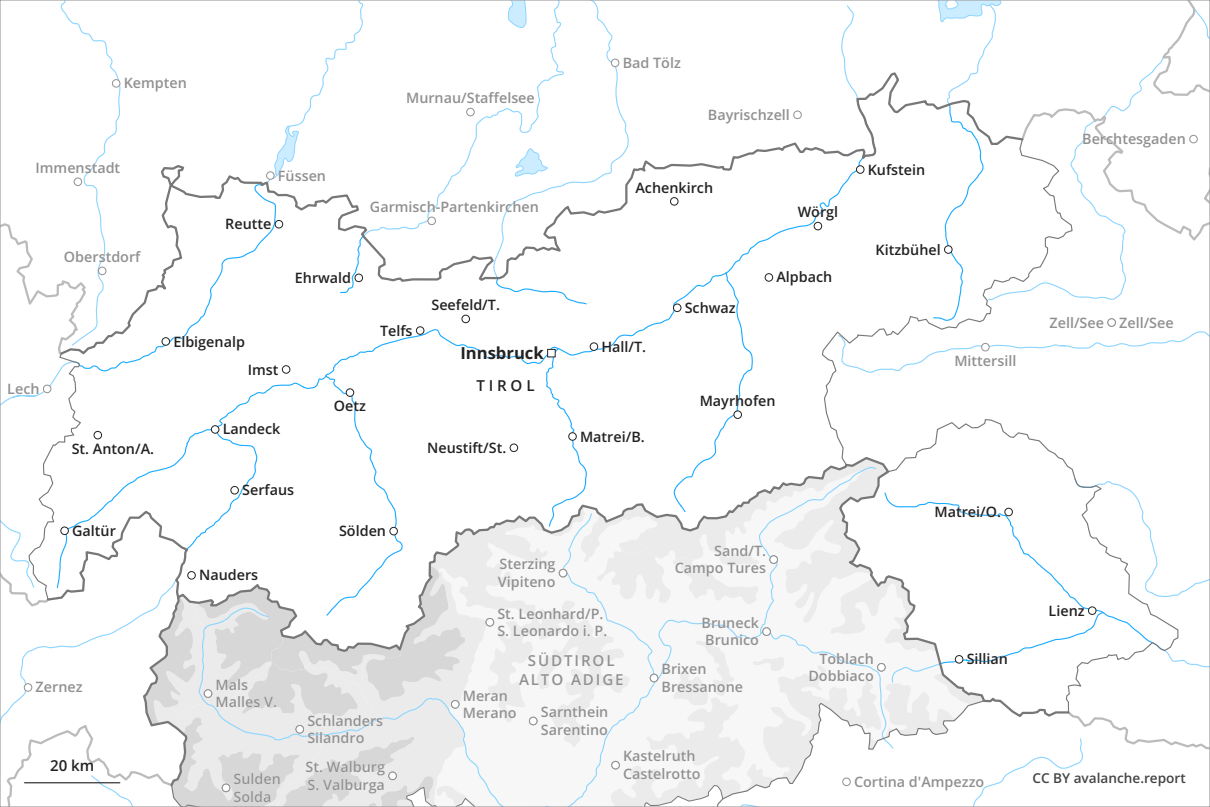 Bad Tölz
Kempten
Murnau/Staffelsee
Bayrischzell
Berchtesgaden
Immenstadt
Füssen
Kufstein
Achenkirch
Garmisch-Partenkirchen
Wörgl
Reutte
Kitzbühel
Oberstdorf
Ehrwald
Alpbach
Seefeld/T.
Schwaz
Zell/See
Zell/See
Telfs
Elbigenalp
Innsbruck
Hall/T.
Mittersill
Imst
TIROL
Lech
Oetz
Mayrhofen
Landeck
Matrei/B.
St. Anton/A.
Neustift/St.
Serfaus
Matrei/O.
Galtür
Sölden
Sand/T.
Campo Tures
Sterzing
Vipiteno
Nauders
Lienz
St. Leonhard/P.
S. Leonardo i. P.
Bruneck
Brunico
SÜDTIROL
ALTO ADIGE
Sillian
Toblach
Dobbiaco
Brixen
Bressanone
Zernez
Mals
Malles V.
Meran
Merano
Sarnthein
Sarentino
Schlanders
Silandro
Kastelruth
Castelrotto
20 km
St. Walburg
S. Valburga
Sulden
Solda
Cortina d'Ampezzo
CC BY avalanche.report